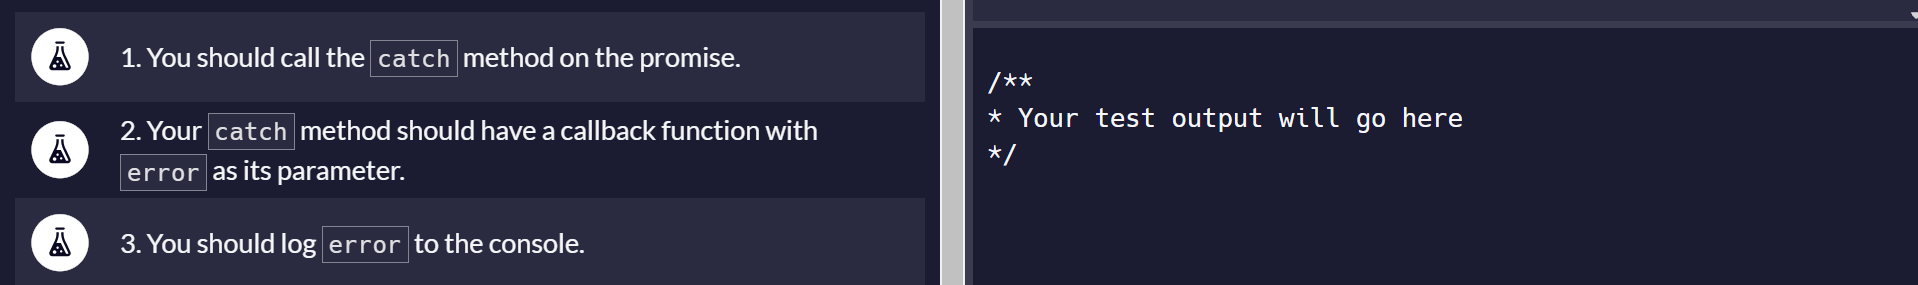 1. You should call the catch method on the promise.
2. Your catch method should have a callback function with
error as its parameter.
3. You should log error to the console.
/**
* Your test output will go here
*/